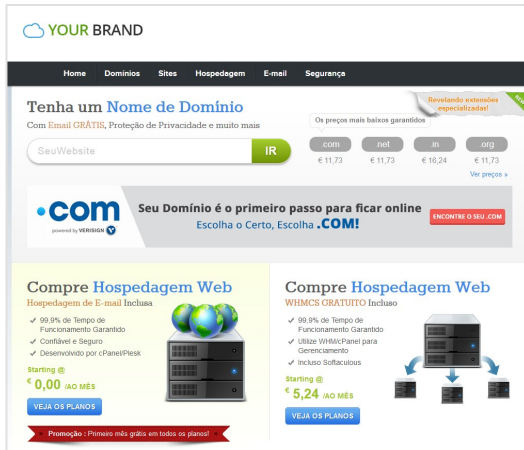 YOUR BRAND
Home Domínios Sites Hospedagem E-mail Segurança
Tenha um Nome de Domínio
Com Email GRÁTIS, Proteção de Privacidade e muito mais
Revelando extensões
especializadas!
Os preços mais baixos garantidos
SeuWebsite IR
.com .net .in .org
€ 11,73 € 11,73 € 16,24 € 11,73
Ver preços »
.com
powered by VERISIGN
Seu Domínio é o primeiro passo para ficar online
Escolha o Certo, Escolha .COM!
ENCONTRE O SEU .COM
Compre Hospedagem Web
Hospedagem de E-mail Inclusa
99,9% de Tempo de
Funcionamento Garantido
Confiável e Seguro
Desenvolvido por cPanel/Plesk
Starting @
€ 0,00 /AO MÊS
VEJA OS PLANOS
Promoção : Primeiro mês grátis em todos os planos!
Compre Hospedagem Web
WHMCS GRATUITO Incluso
99,9% de Tempo de
Funcionamento Garantido
Utilize WHM/cPanel para
Gerenciamento
Incluso Softaculous
Starting @
€ 5,24 /AO MÊS
VEJA OS PLANOS